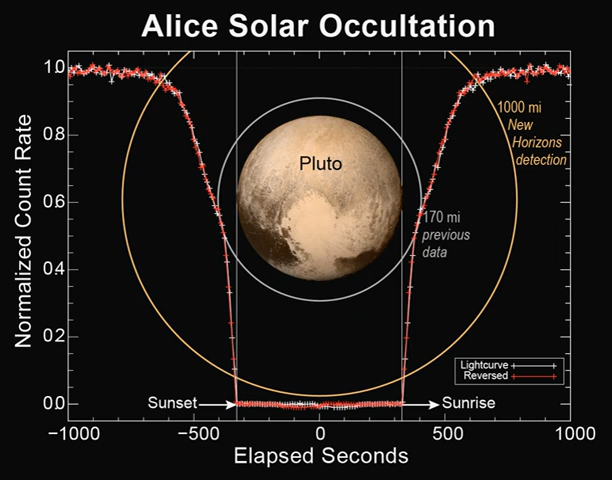 Alice Solar Occultation
Normalized Count Rate
1.0
0.8
0.6
0.4
0.2
0.0
Pluto
1000 mi
New
Horizons
detection
170 mi
previous
data
Lightcurve
Reversed
Sunset
Sunrise
−1000
−500
0
500
1000
Elapsed Seconds